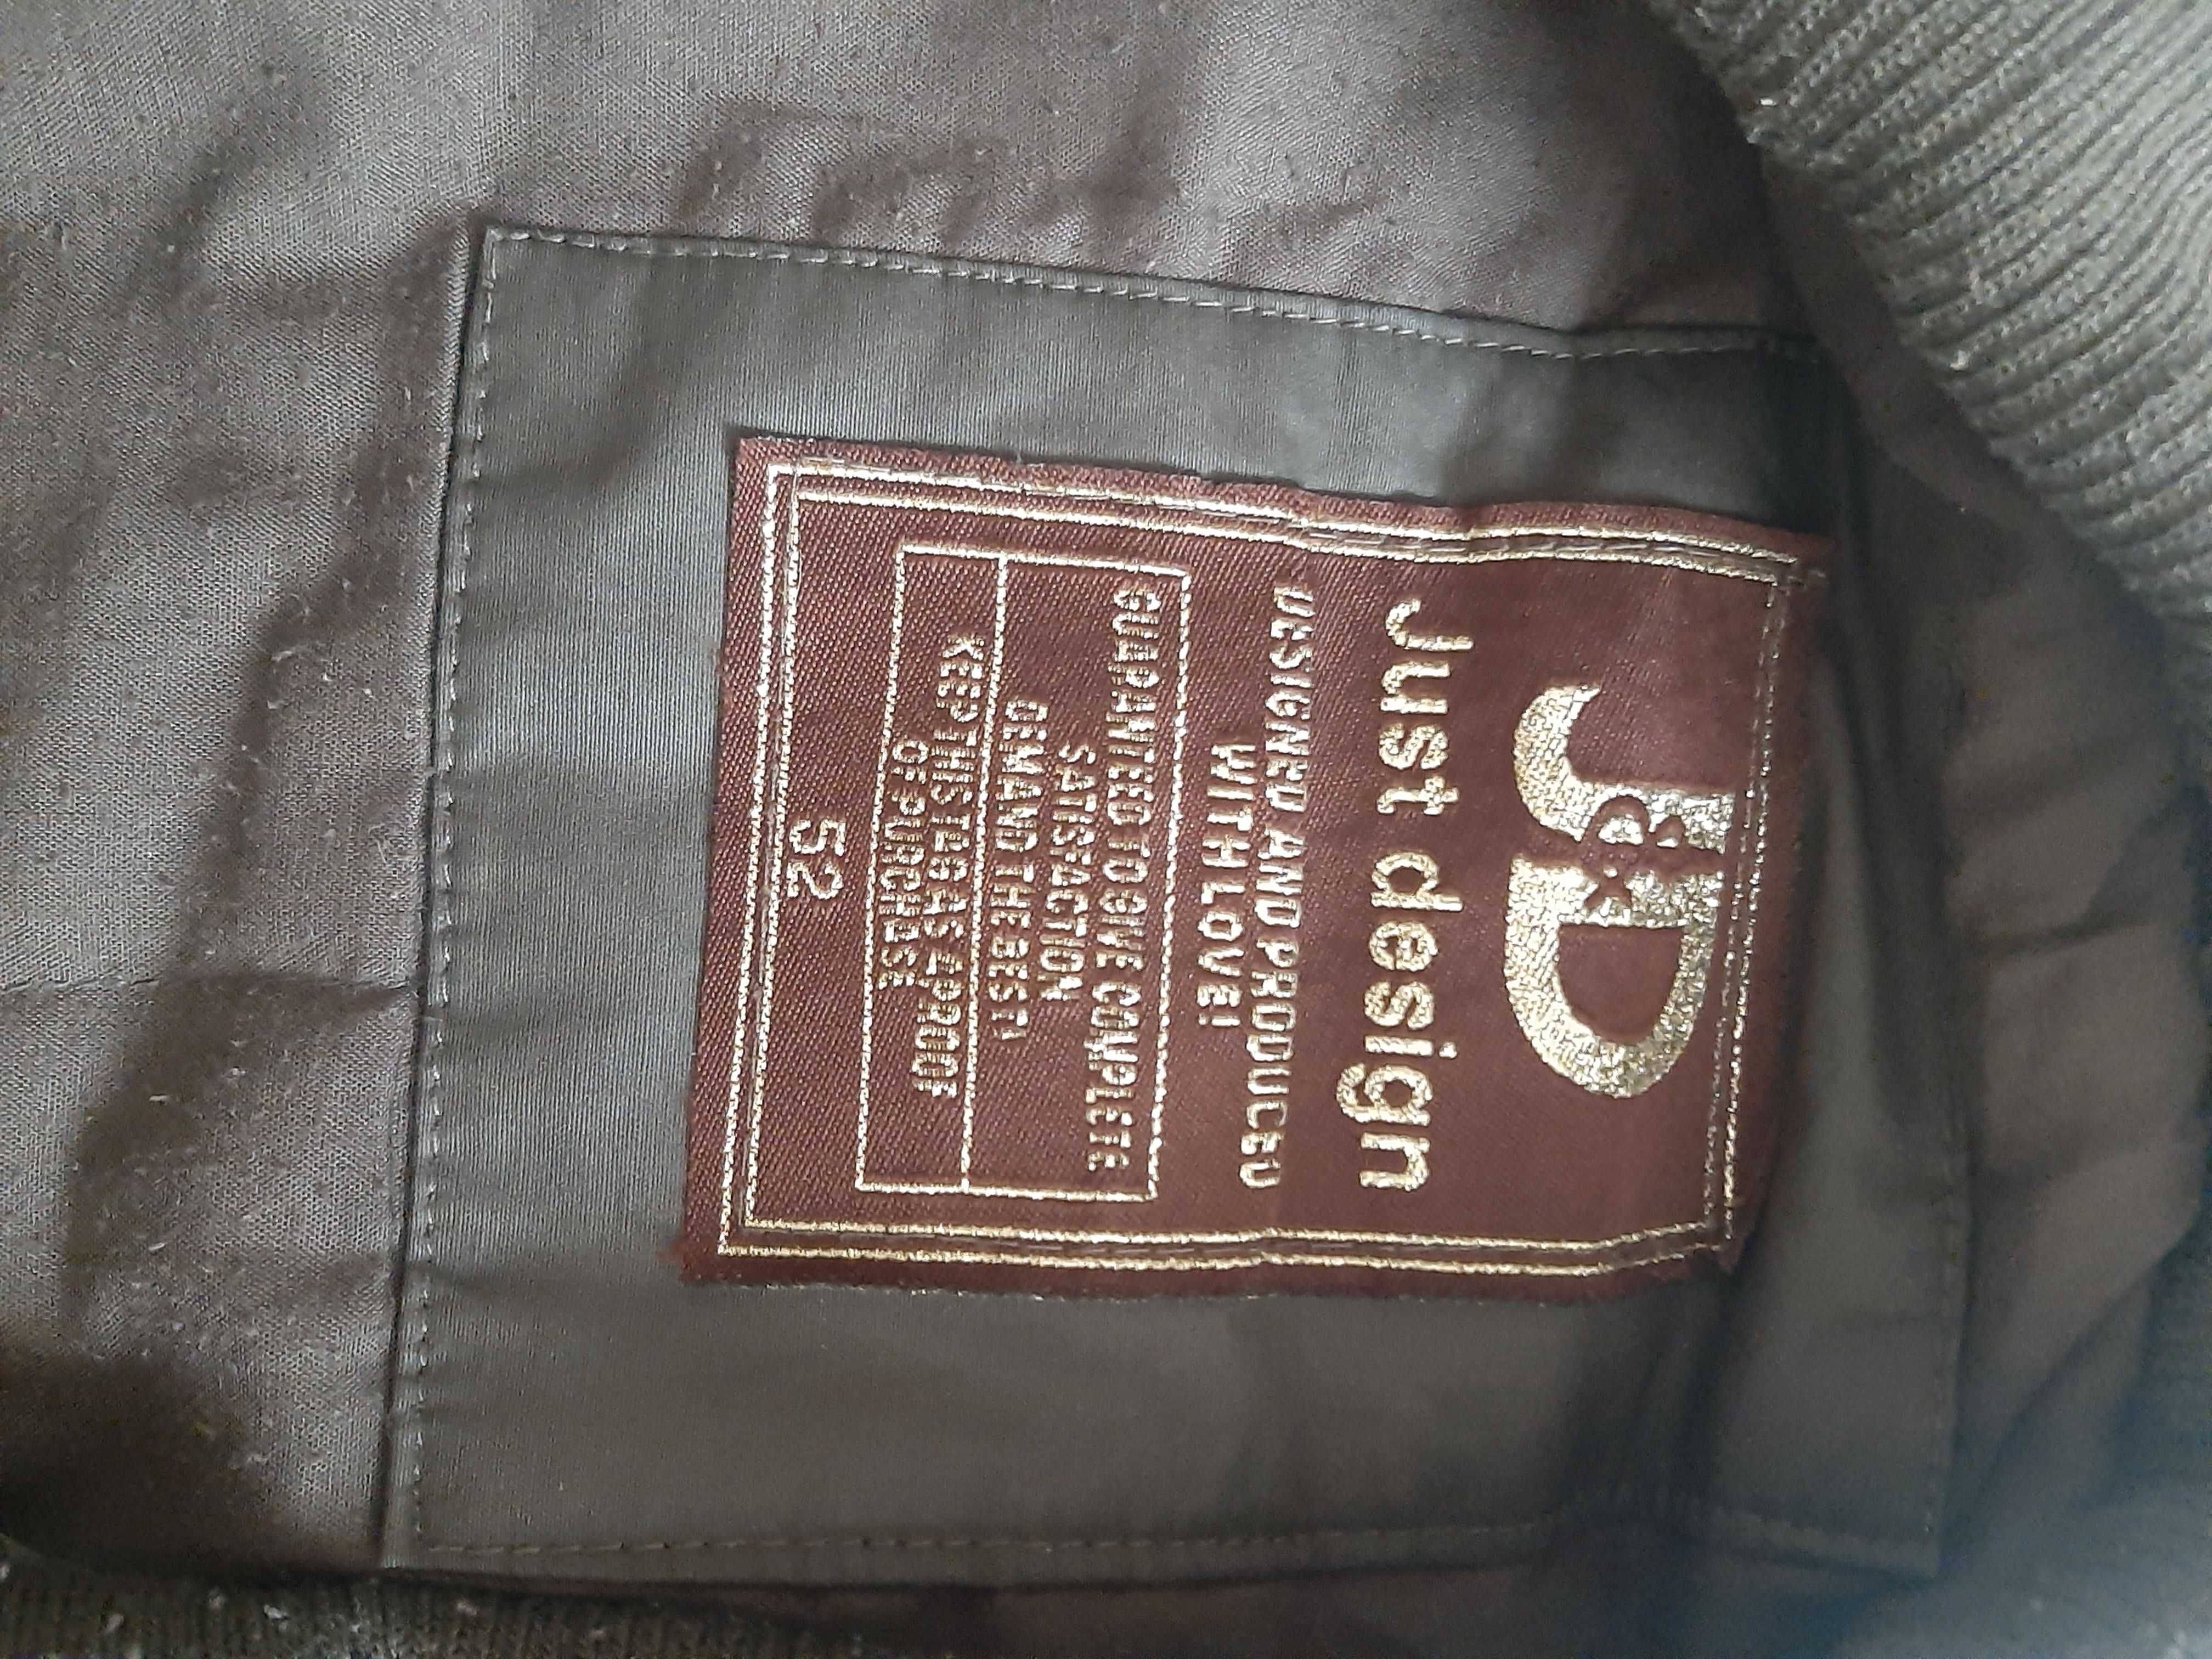 J&D
Just design
DESIGNED AND PRODUCED
WITH LOVE!
GUARANTEED TO GIVE COMPLETE
SATISFACTION
DEMAND THE BEST!
KEEP THIS TAG AS A PROOF
OF PURCHASE
52